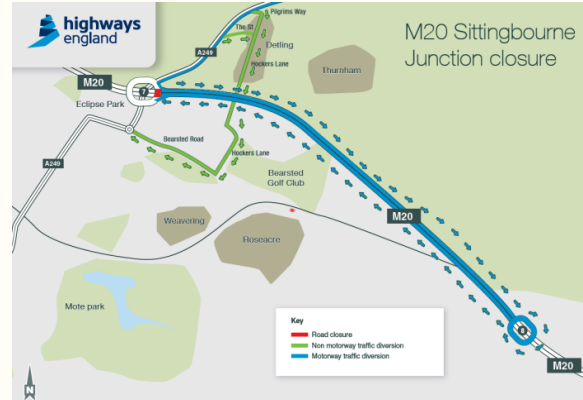 highways
england
M20 Sittingbourne
Junction closure
Pilgrims Way
The St
Detling
A249
Hockers Lane
Thurnham
M20
7
Eclipse Park
Bearsted Road
Hockers Lane
A249
Bearsted
Golf Club
Weavering
M20
Roseacre
Mote park
8
M20
Key
Road closure
Non motorway traffic diversion
Motorway traffic diversion
N